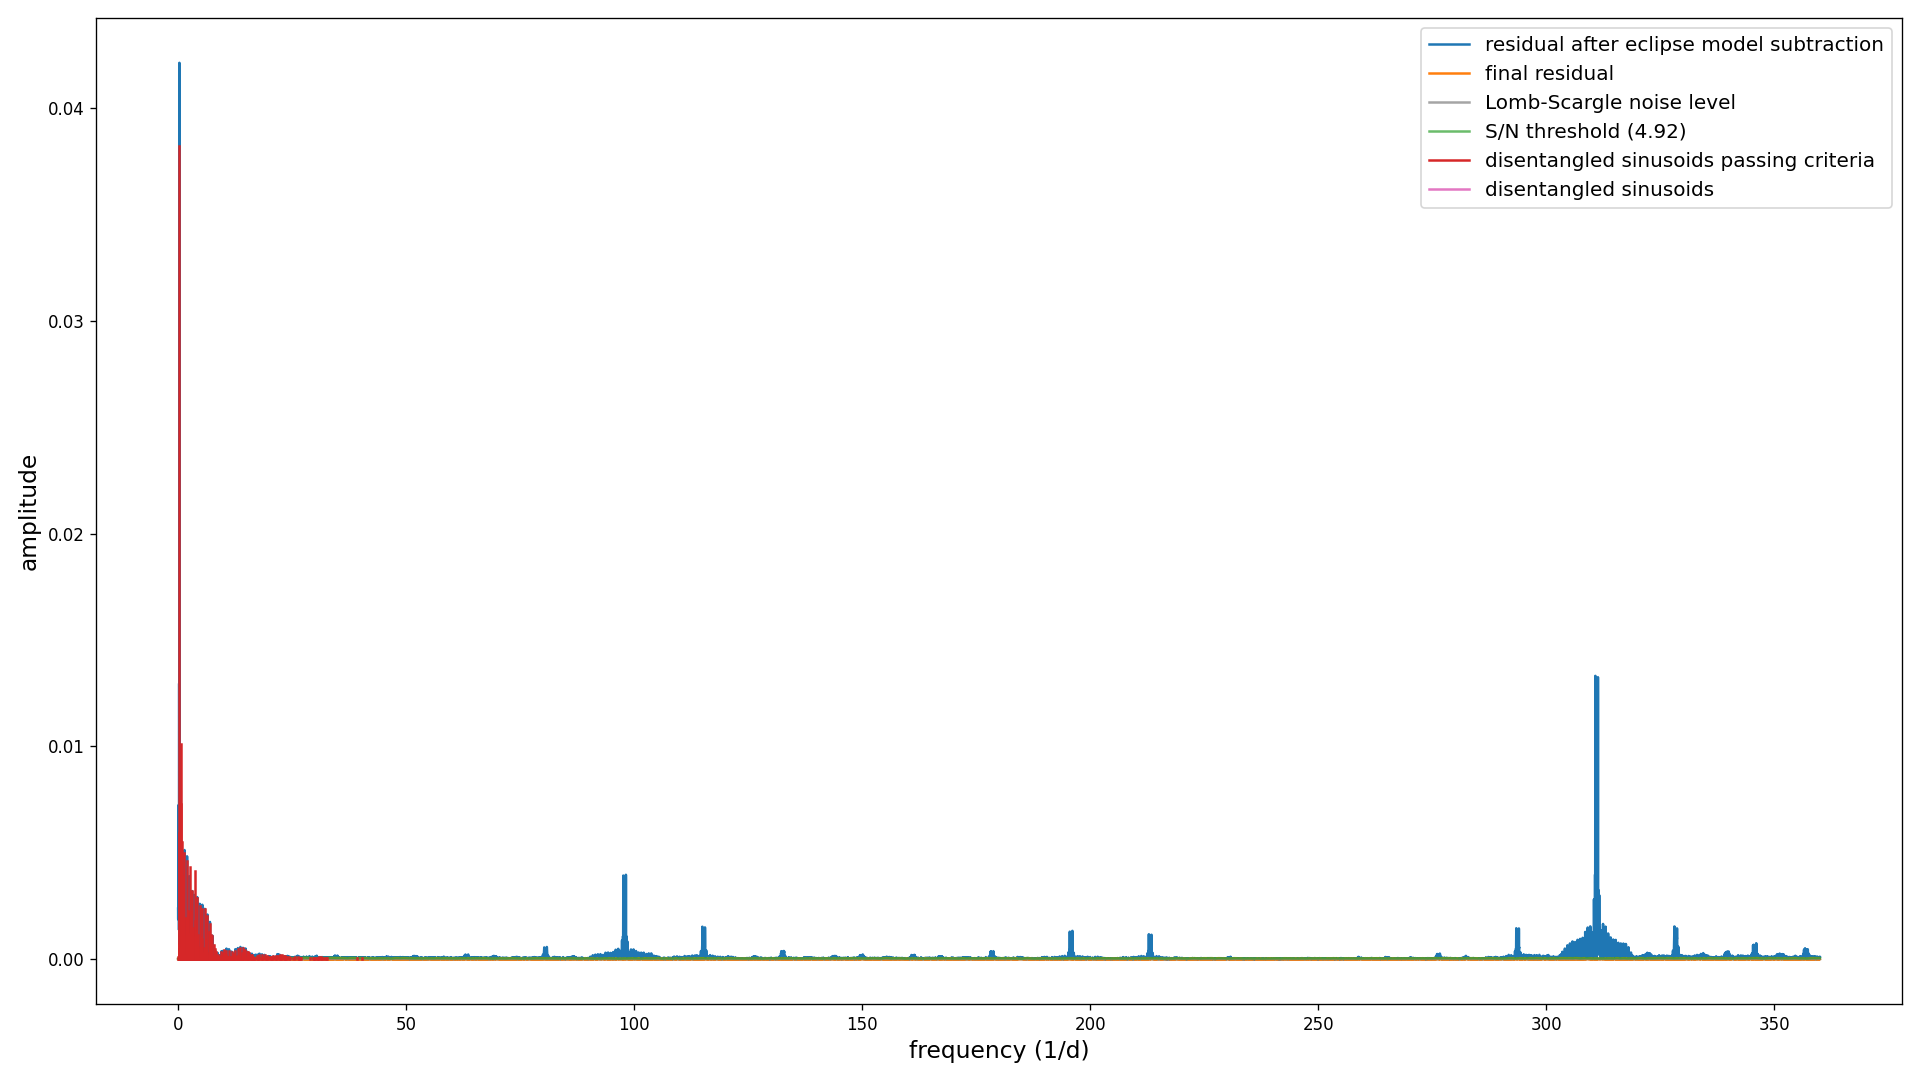 residual after eclipse model subtraction
final residual
Lomb-Scargle noise level
S/N threshold (4.92)
disentangled sinusoids passing criteria
disentangled sinusoids
0.04
0.03
0.02
0.01
0.00
amplitude
0 50 100 150 200 250 300 350
frequency (1/d)